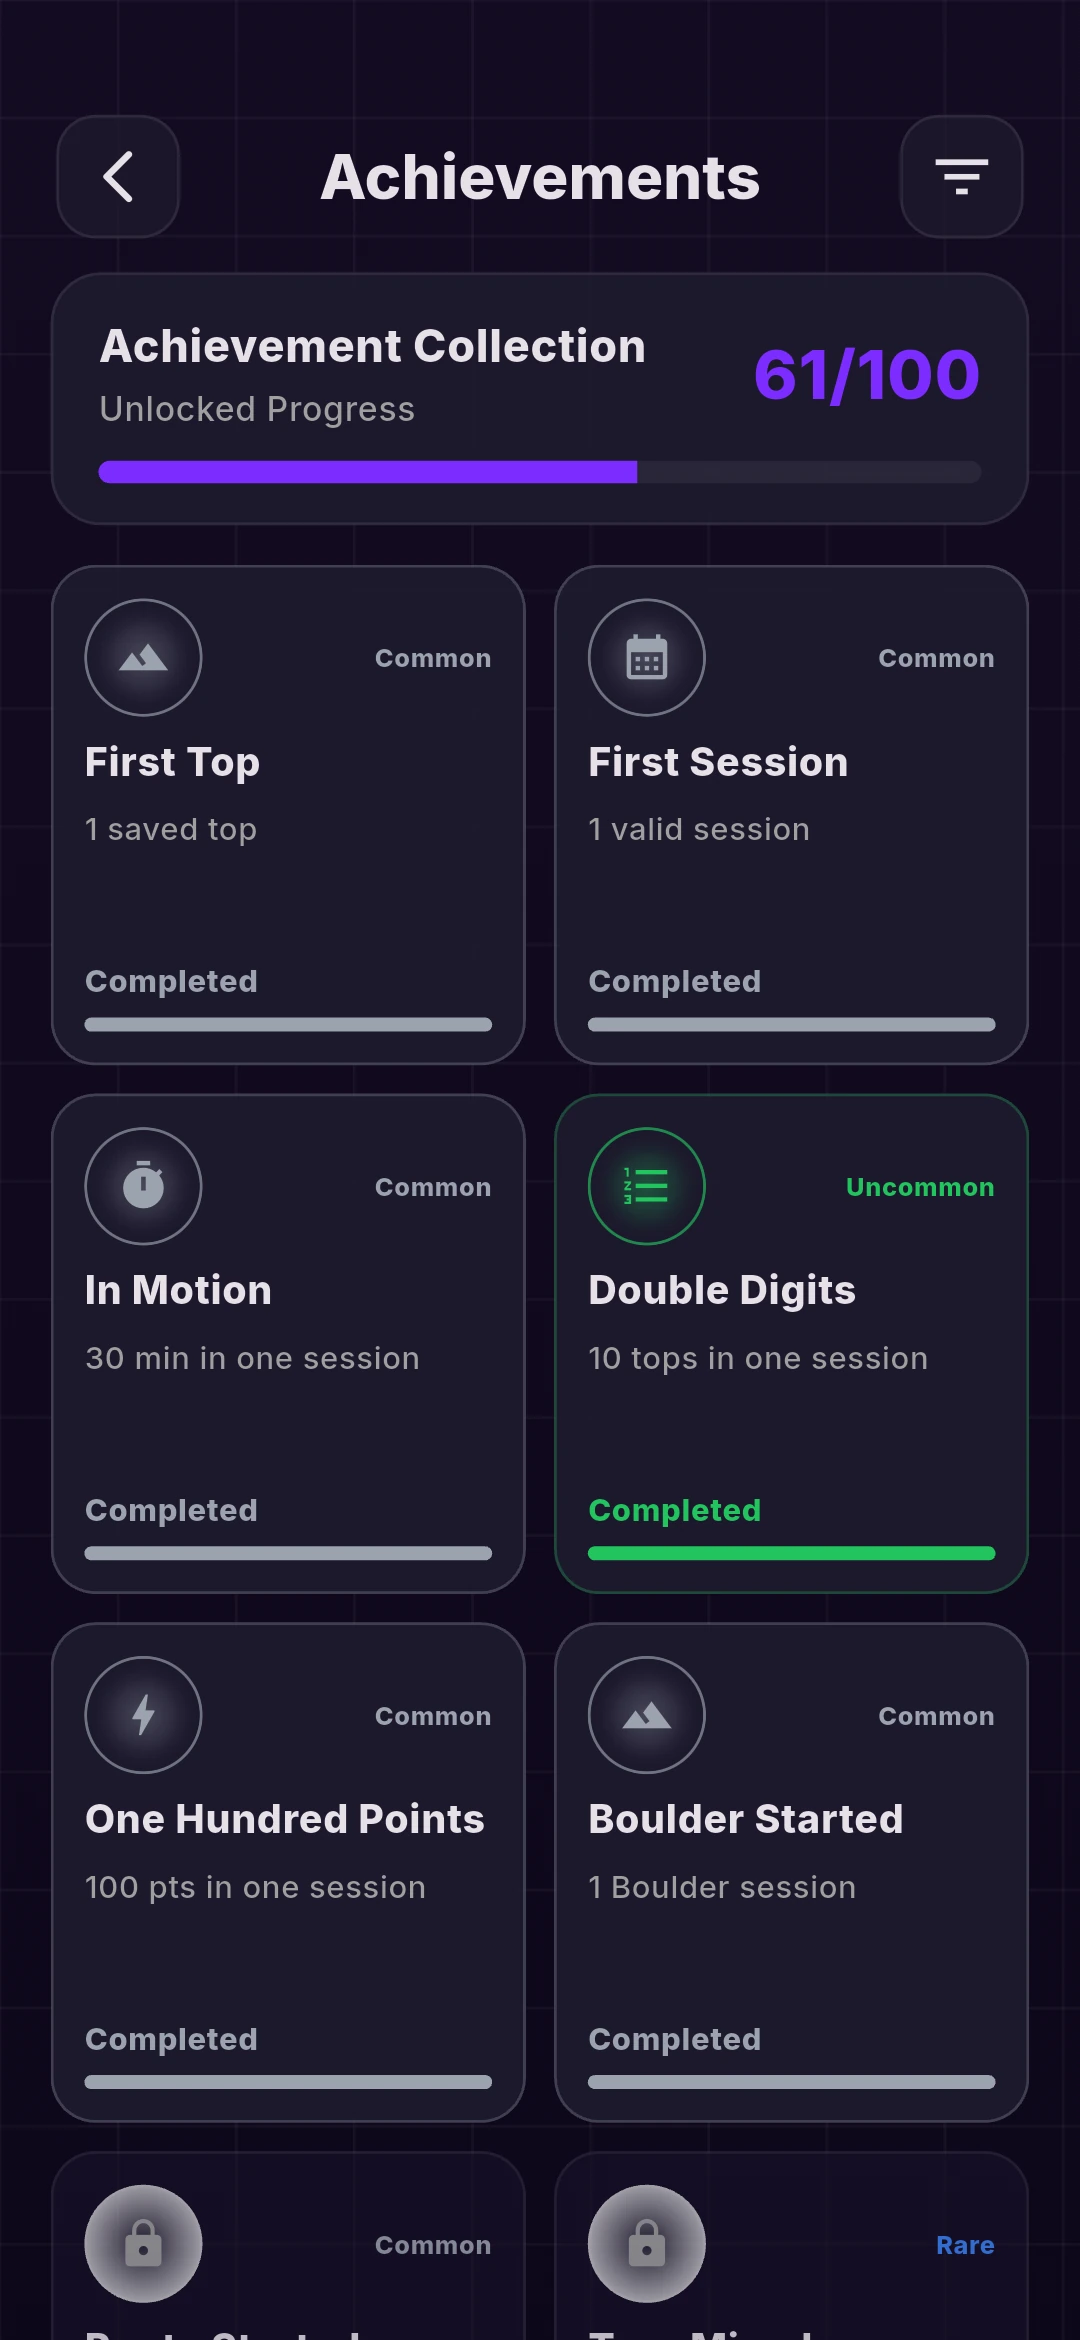 Achievements
Achievement Collection
Unlocked Progress
61/100
Common
First Top
1 saved top
Completed
Common
First Session
1 valid session
Completed
Common
In Motion
30 min in one session
Completed
Uncommon
Double Digits
10 tops in one session
Completed
Common
One Hundred Points
100 pts in one session
Completed
Common
Boulder Started
1 Boulder session
Completed
Common
Rare